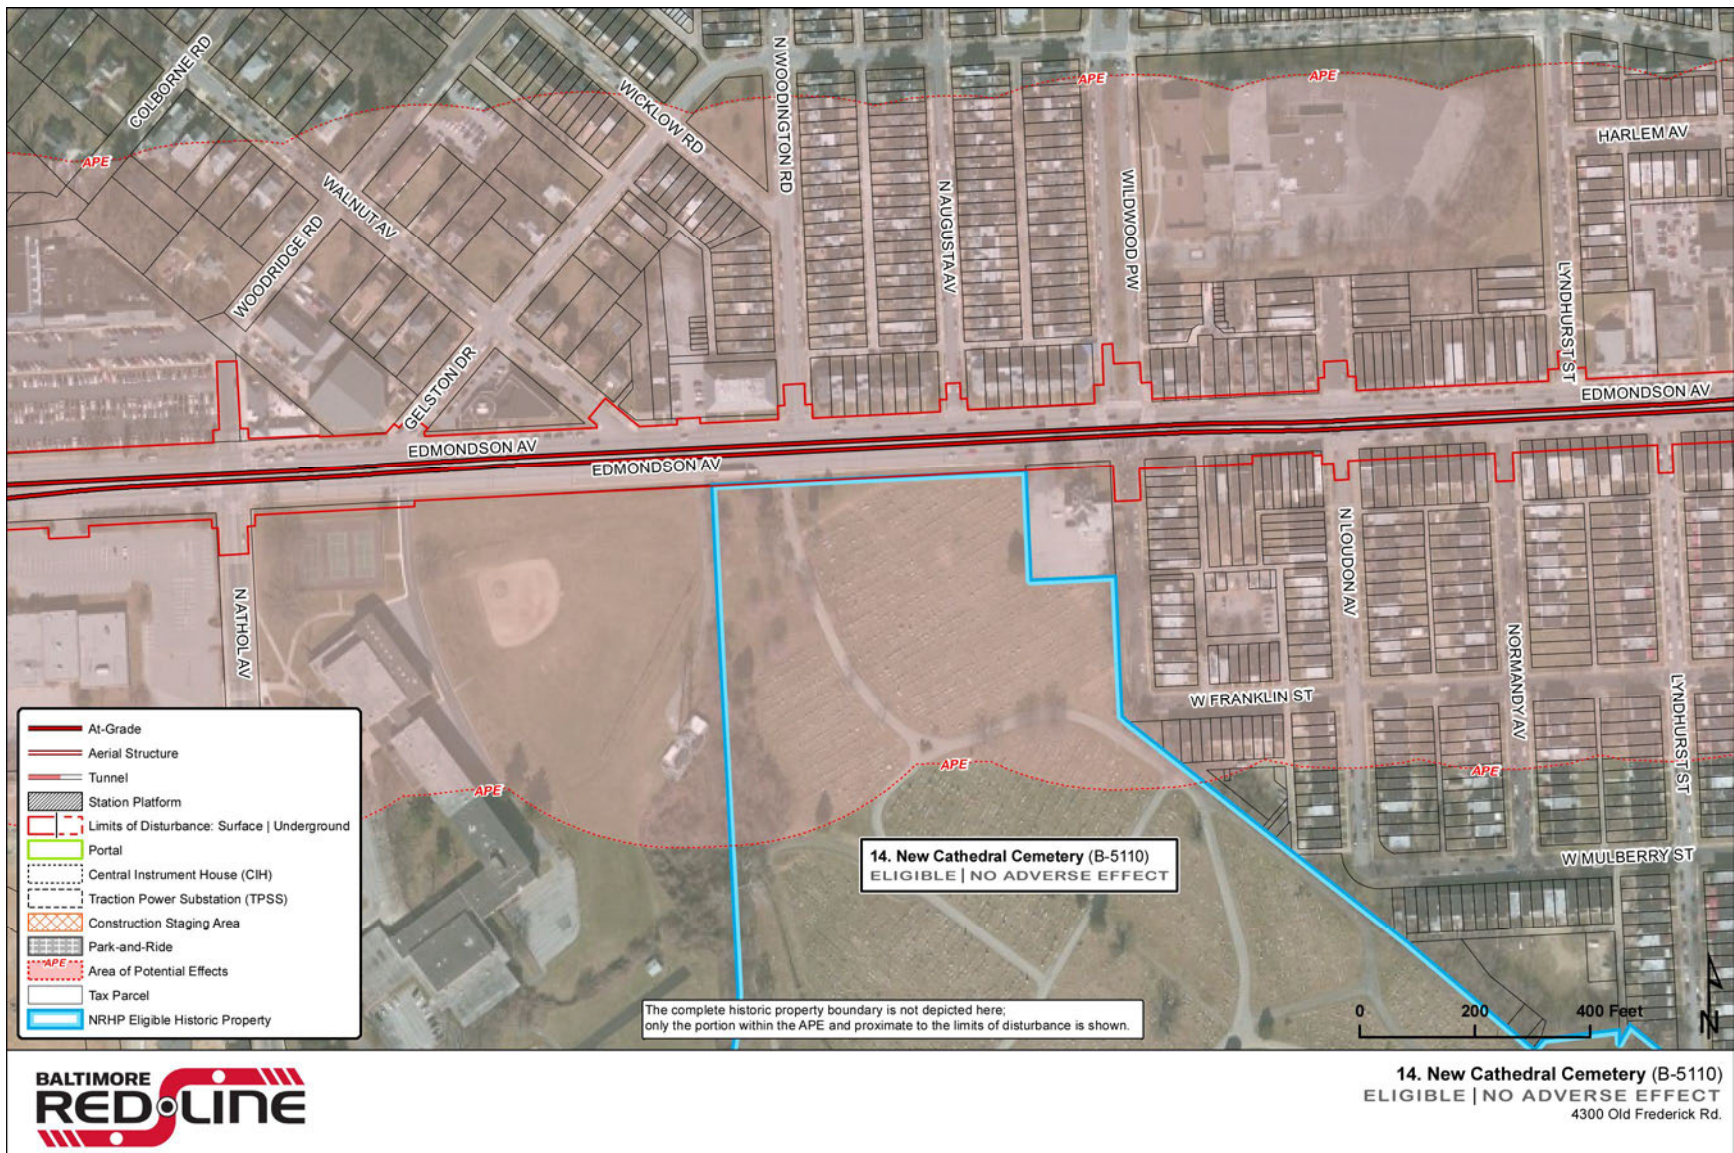 COLBORNE RD
WICKLOW RD
N WOODINGTON RD
APE
APE
APE
HARLEM AV
WALNUT AV
N AUGUSTA AV
WILDWOOD PW
WOODRIDGE RD
LYNDHURST ST
GELSTON DR
EDMONDSON AV
EDMONDSON AV
EDMONDSON AV
N ATHOL AV
N LOUDON AV
NORMANDY AV
W FRANKLIN ST
LYNDHURST ST
APE
APE
APE
W MULBERRY ST
14. New Cathedral Cemetery (B-5110)
ELIGIBLE | NO ADVERSE EFFECT
At-Grade
Aerial Structure
Tunnel
Station Platform
Limits of Disturbance: Surface | Underground
Portal
Central Instrument House (CIH)
Traction Power Substation (TPSS)
Construction Staging Area
Park-and-Ride
APE
Area of Potential Effects
Tax Parcel
NRHP Eligible Historic Property
The complete historic property boundary is not depicted here;
only the portion within the APE and proximate to the limits of disturbance is shown.
0 200 400 Feet
N
BALTIMORE
RED LINE
14. New Cathedral Cemetery (B-5110)
ELIGIBLE | NO ADVERSE EFFECT
4300 Old Frederick Rd.